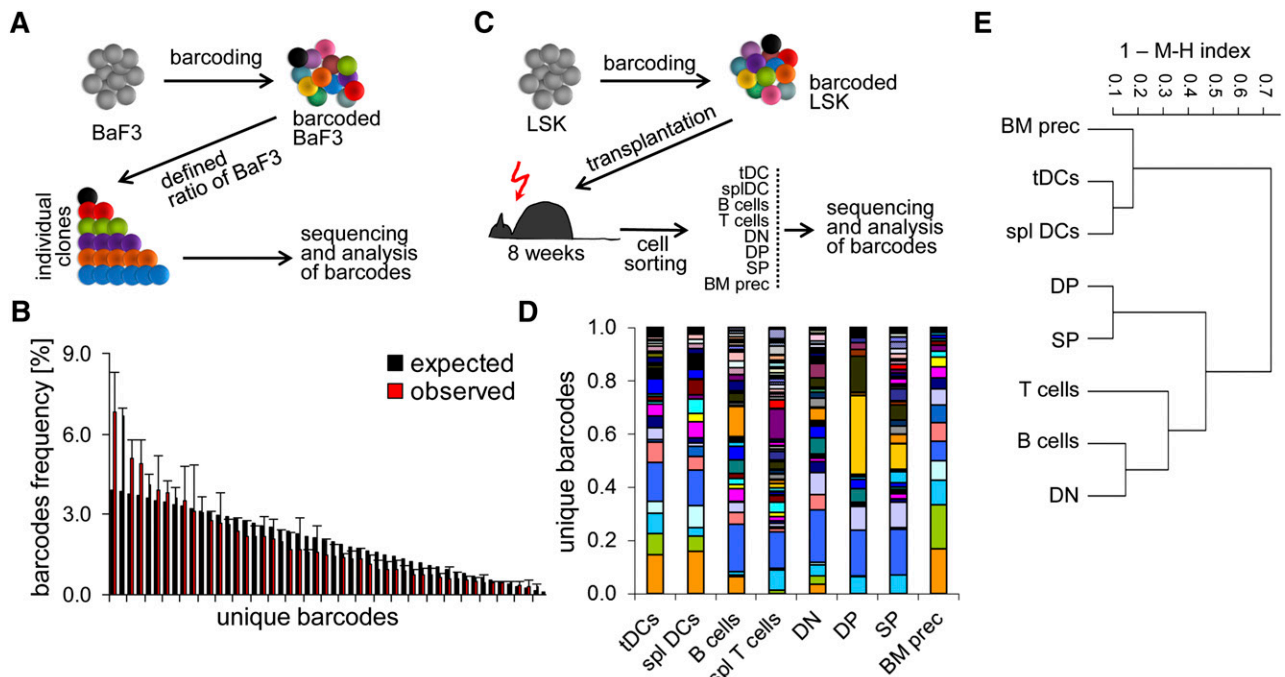 A
barcoding
BaF3
barcoded
BaF3
defined
ratio of BaF3
individual
clones
sequencing
and analysis
of barcodes
B
barcodes frequency [%]
9.0
6.0
3.0
0.0
expected
observed
unique barcodes
C
barcoding
LSK
barcoded
LSK
transplantation
8 weeks
cell
sorting
tDC
splDC
B cells
T cells
DN
DP
SP
BM prec
sequencing
and analysis
of barcodes
D
unique barcodes
1.0
0.8
0.6
0.4
0.2
0.0
tDCs
spl DCs
B cells
spl T cells
DN
DP
SP
BM prec
E
1 – M-H index
0.1
0.2
0.3
0.4
0.5
0.6
0.7
BM prec
tDCs
spl DCs
DP
SP
T cells
B cells
DN